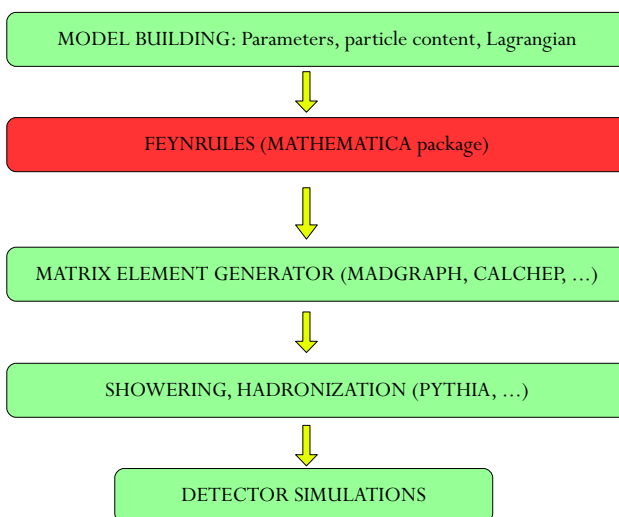 MODEL BUILDING: Parameters, particle content, Lagrangian
FEYNRULES (MATHEMATICA package)
MATRIX ELEMENT GENERATOR (MADGRAPH, CALCHEP, …)
SHOWERING, HADRONIZATION (PYTHIA, …)
DETECTOR SIMULATIONS